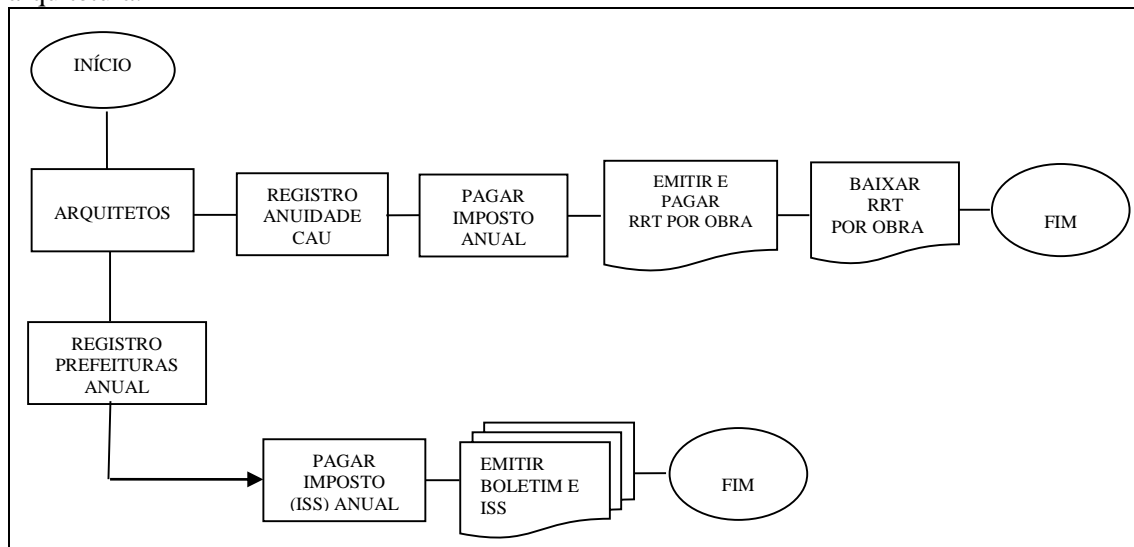 INÍCIO
ARQUITETOS
REGISTRO
ANUIDADE
CAU
PAGAR
IMPOSTO
ANUAL
EMITIR E
PAGAR
RRT POR OBRA
BAIXAR
RRT
POR OBRA
FIM
REGISTRO
PREFEITURAS
ANUAL
PAGAR
IMPOSTO
(ISS) ANUAL
EMITIR
BOLETIM E
ISS
FIM